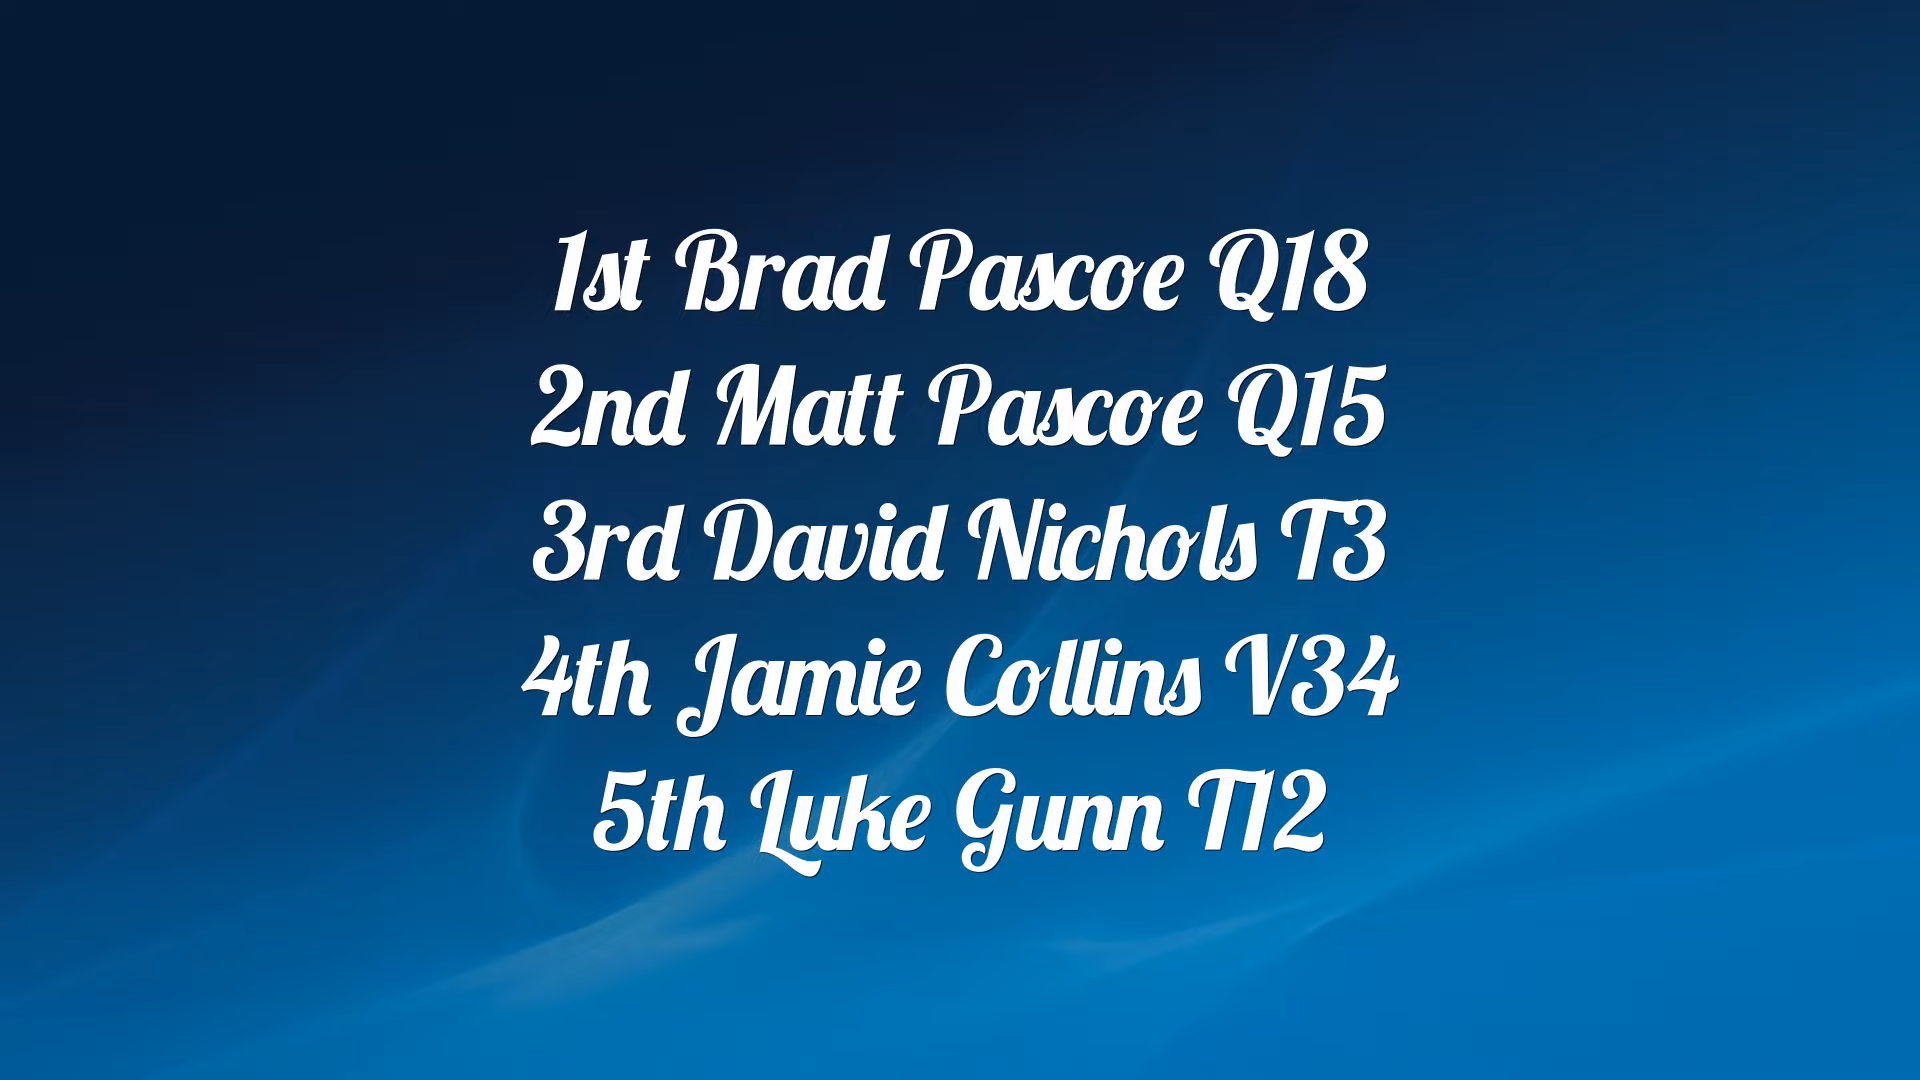 1st Brad Pascoe Q18
2nd Matt Pascoe Q15
3rd David Nichols T3
4th Jamie Collins V34
5th Luke Gunn T12